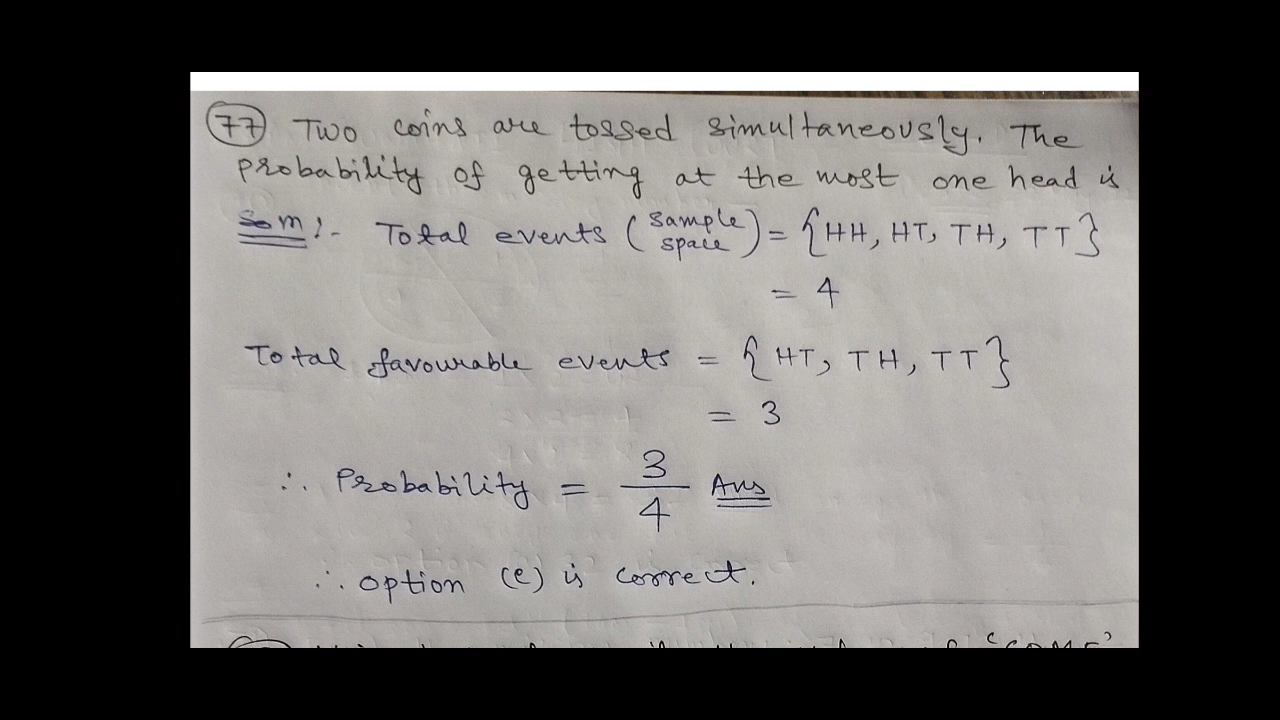 77 Two coins are tossed simultaneously. The
probability of getting at the most one head is
Som :- Total events (sample space) = {HH, HT, TH, TT}
= 4
Total favourable events = {HT, TH, TT}
= 3
∴ Probability = 3/4 Ans
∴ option (c) is correct.